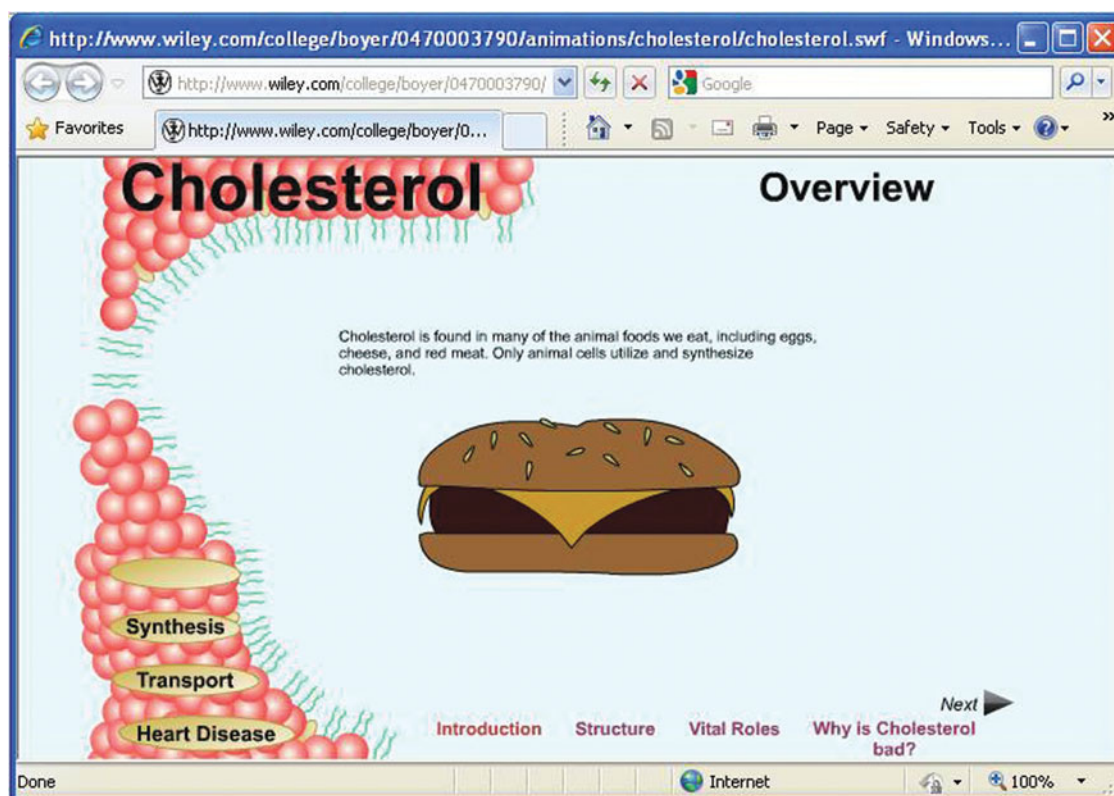 http://www.wiley.com/college/boyer/0470003790/animations/cholesterol/cholesterol.swf - Windows...
http://www.wiley.com/college/boyer/0470003790/
Google
Favorites
http://www.wiley.com/college/boyer/0...
Page
Safety
Tools
»
Cholesterol
Overview
Cholesterol is found in many of the animal foods we eat, including eggs,
cheese, and red meat. Only animal cells utilize and synthesize
cholesterol.
Synthesis
Transport
Heart Disease
Next
Introduction
Structure
Vital Roles
Why is Cholesterol
bad?
Done
Internet
100%